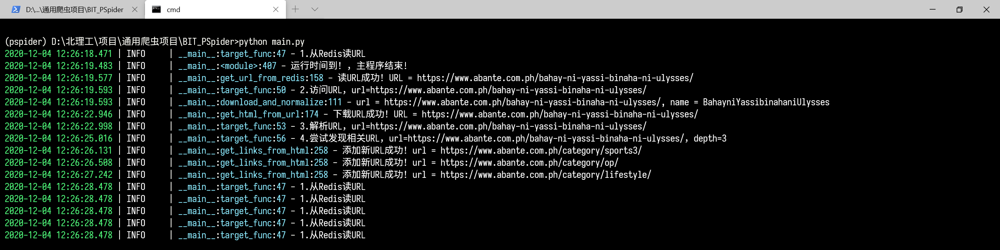 D:\...\通用爬虫项目\BIT_PSpider
cmd
(pspider) D:\北理工\项目\通用爬虫项目\BIT_PSpider>python main.py
2020-12-04 12:26:18.471 | INFO     | __main__:target_func:47 - 1.从Redis读URL
2020-12-04 12:26:19.483 | INFO     | __main__:<module>:407 - 运行时间到！，主程序结束！
2020-12-04 12:26:19.577 | INFO     | __main__:get_url_from_redis:158 - 读URL成功！URL = https://www.abante.com.ph/bahay-ni-yassi-binaha-ni-ulysses/
2020-12-04 12:26:19.593 | INFO     | __main__:target_func:50 - 2.访问URL，url=https://www.abante.com.ph/bahay-ni-yassi-binaha-ni-ulysses/
2020-12-04 12:26:19.593 | INFO     | __main__:download_and_normalize:111 - url = https://www.abante.com.ph/bahay-ni-yassi-binaha-ni-ulysses/, name = BahayniYassibinahaniUlysses
2020-12-04 12:26:22.946 | INFO     | __main__:get_html_from_url:174 - 下载URL成功！URL = https://www.abante.com.ph/bahay-ni-yassi-binaha-ni-ulysses/
2020-12-04 12:26:22.998 | INFO     | __main__:target_func:53 - 3.解析URL，url=https://www.abante.com.ph/bahay-ni-yassi-binaha-ni-ulysses/
2020-12-04 12:26:25.016 | INFO     | __main__:target_func:56 - 4.尝试发现相关URL，url=https://www.abante.com.ph/bahay-ni-yassi-binaha-ni-ulysses/，depth=3
2020-12-04 12:26:26.131 | INFO     | __main__:get_links_from_html:258 - 添加新URL成功！url = https://www.abante.com.ph/category/sports3/
2020-12-04 12:26:26.508 | INFO     | __main__:get_links_from_html:258 - 添加新URL成功！url = https://www.abante.com.ph/category/op/
2020-12-04 12:26:27.242 | INFO     | __main__:get_links_from_html:258 - 添加新URL成功！url = https://www.abante.com.ph/category/lifestyle/
2020-12-04 12:26:28.478 | INFO     | __main__:target_func:47 - 1.从Redis读URL
2020-12-04 12:26:28.478 | INFO     | __main__:target_func:47 - 1.从Redis读URL
2020-12-04 12:26:28.478 | INFO     | __main__:target_func:47 - 1.从Redis读URL
2020-12-04 12:26:28.478 | INFO     | __main__:target_func:47 - 1.从Redis读URL
2020-12-04 12:26:28.478 | INFO     | __main__:target_func:47 - 1.从Redis读URL